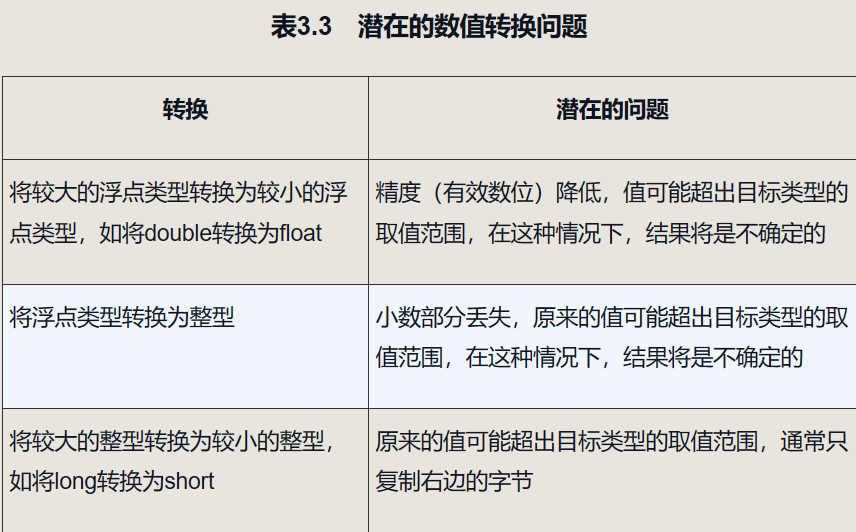 表3.3 潜在的数值转换问题
转换
潜在的问题
将较大的浮点类型转换为较小的浮
点类型，如将double转换为float
精度（有效数位）降低，值可能超出目标类型的
取值范围，在这种情况下，结果将是不确定的
将浮点类型转换为整型
小数部分丢失，原来的值可能超出目标类型的取
值范围，在这种情况下，结果将是不确定的
将较大的整型转换为较小的整型，
如将long转换为short
原来的值可能超出目标类型的取值范围，通常只
复制右边的字节